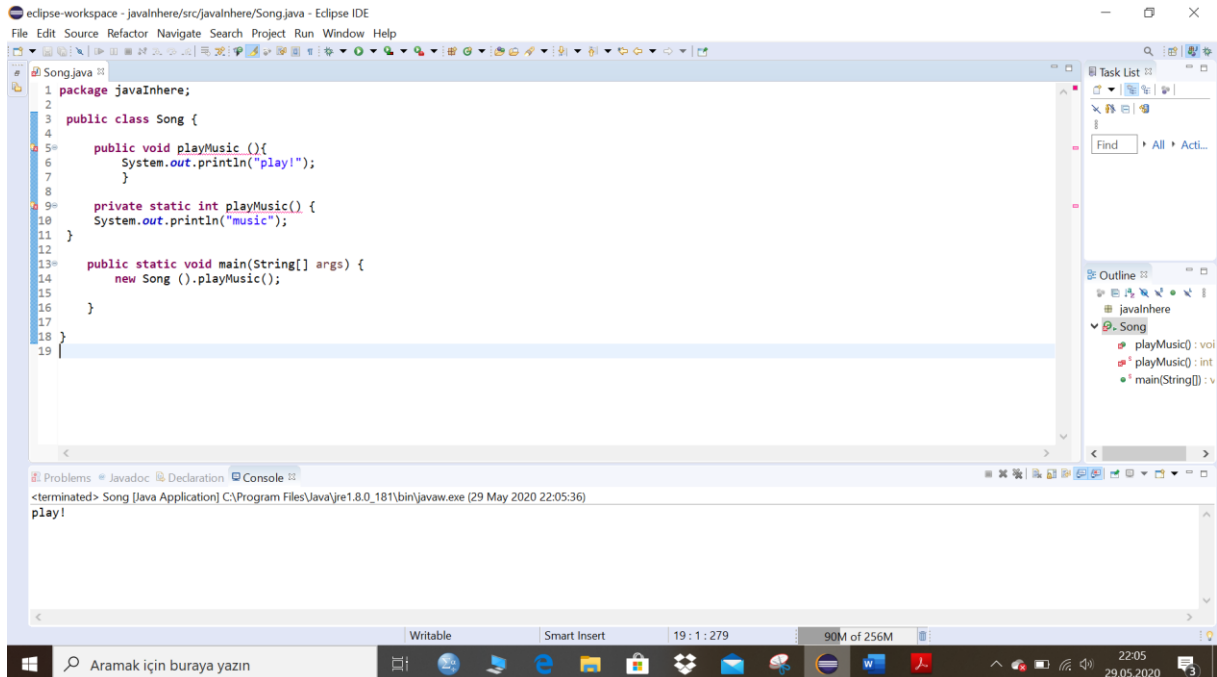 eclipse-workspace - javaInhere/src/javaInhere/Song.java - Eclipse IDE
File Edit Source Refactor Navigate Search Project Run Window Help
Song.java
1 package javaInhere;
2
3 public class Song {
4
5 public void playMusic (){
6 System.out.println("play!");
7 }
8
9 private static int playMusic() {
10 System.out.println("music");
11 }
12
13 public static void main(String[] args) {
14 new Song ().playMusic();
15
16 }
17
18 }
19
Task List
Find All Acti...
Outline
javaInhere
Song
playMusic() : voi
playMusic() : int
main(String[]) : v
Problems Javadoc Declaration Console
<terminated> Song [Java Application] C:\Program Files\Java\jre1.8.0_181\bin\javaw.exe (29 May 2020 22:05:36)
play!
Writable Smart Insert 19 : 1 : 279 90M of 256M
Aramak için buraya yazın
22:05
29.05.2020
3